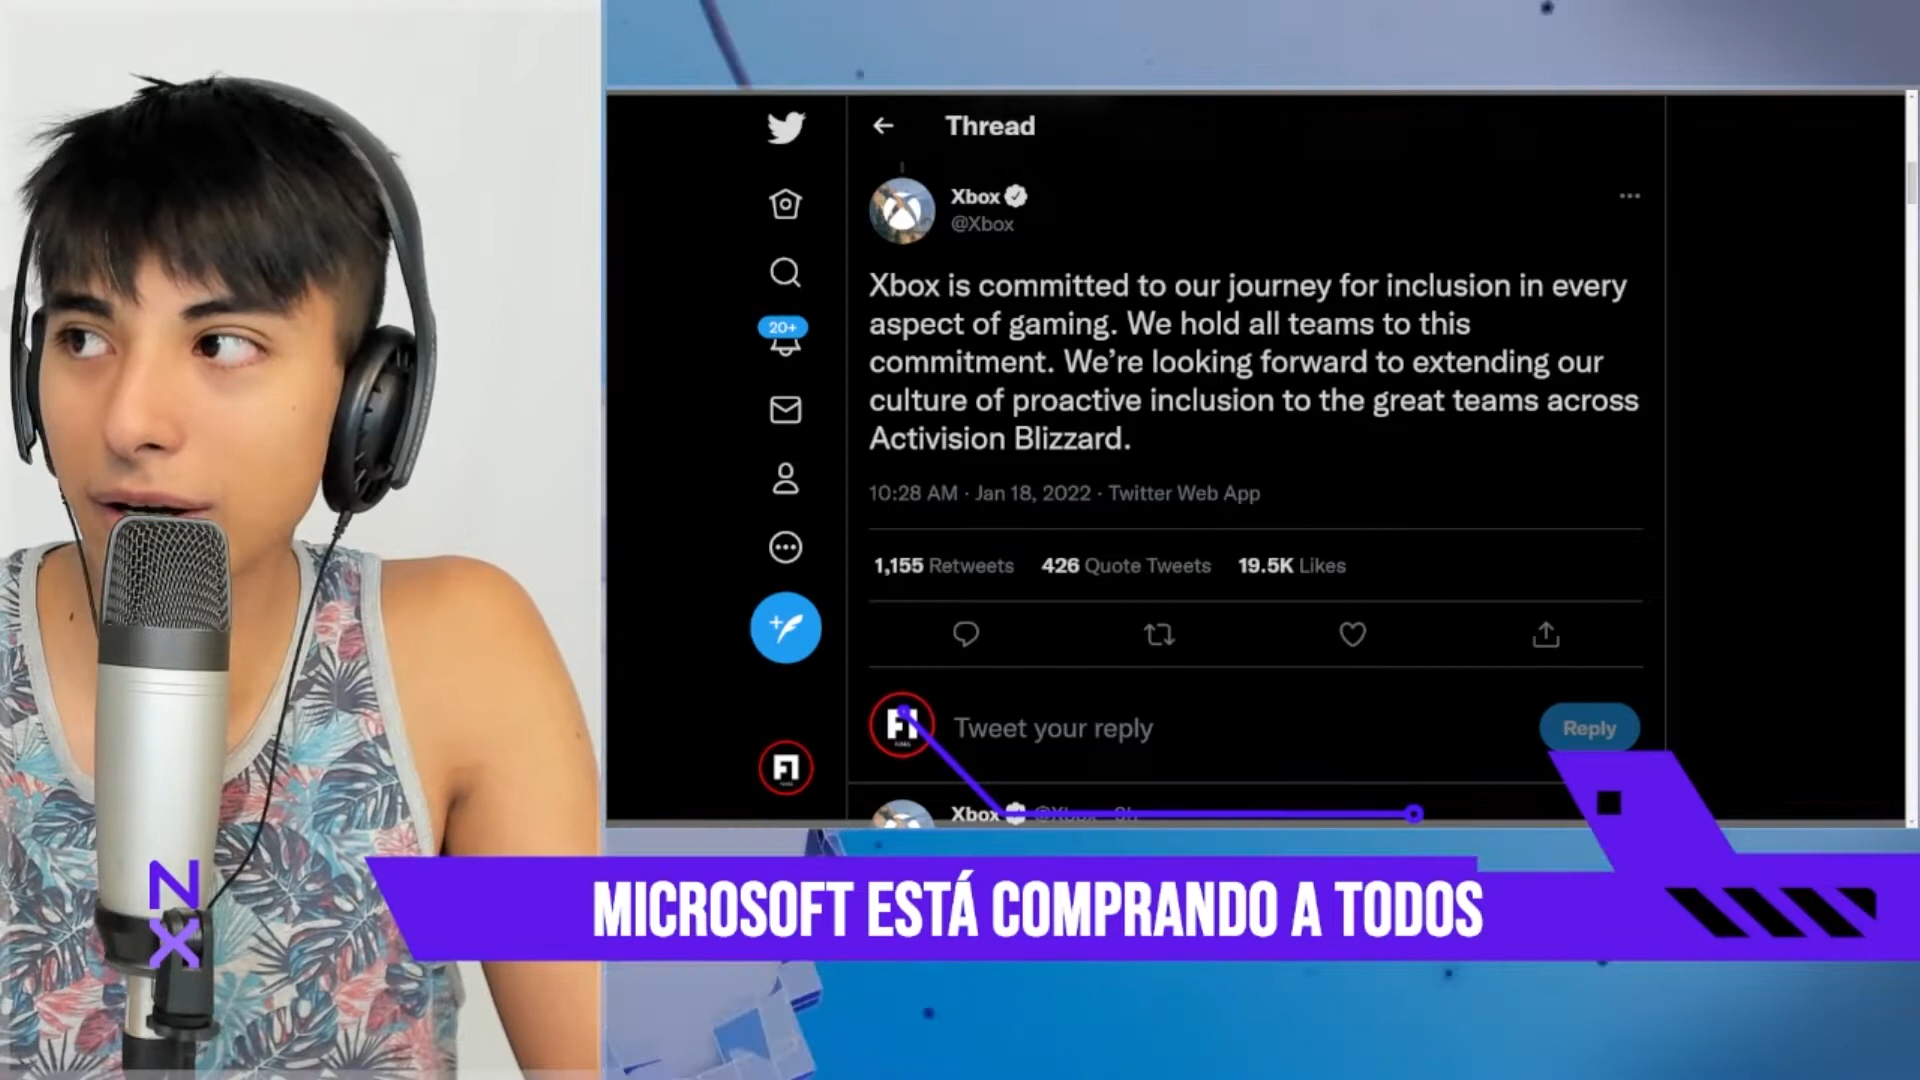 Thread
Xbox
@Xbox
Xbox is committed to our journey for inclusion in every
aspect of gaming. We hold all teams to this
commitment. We’re looking forward to extending our
culture of proactive inclusion to the great teams across
Activision Blizzard.
10:28 AM · Jan 18, 2022 · Twitter Web App
1,155 Retweets 426 Quote Tweets 19.5K Likes
20+
Tweet your reply
Reply
Xbox
NX
MICROSOFT ESTÁ COMPRANDO A TODOS